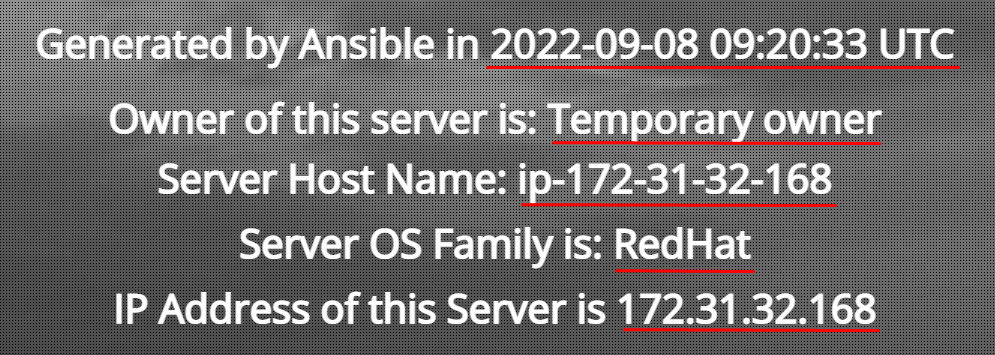 Generated by Ansible in 2022-09-08 09:20:33 UTC
Owner of this server is: Temporary owner
Server Host Name: ip-172-31-32-168
Server OS Family is: RedHat
IP Address of this Server is 172.31.32.168